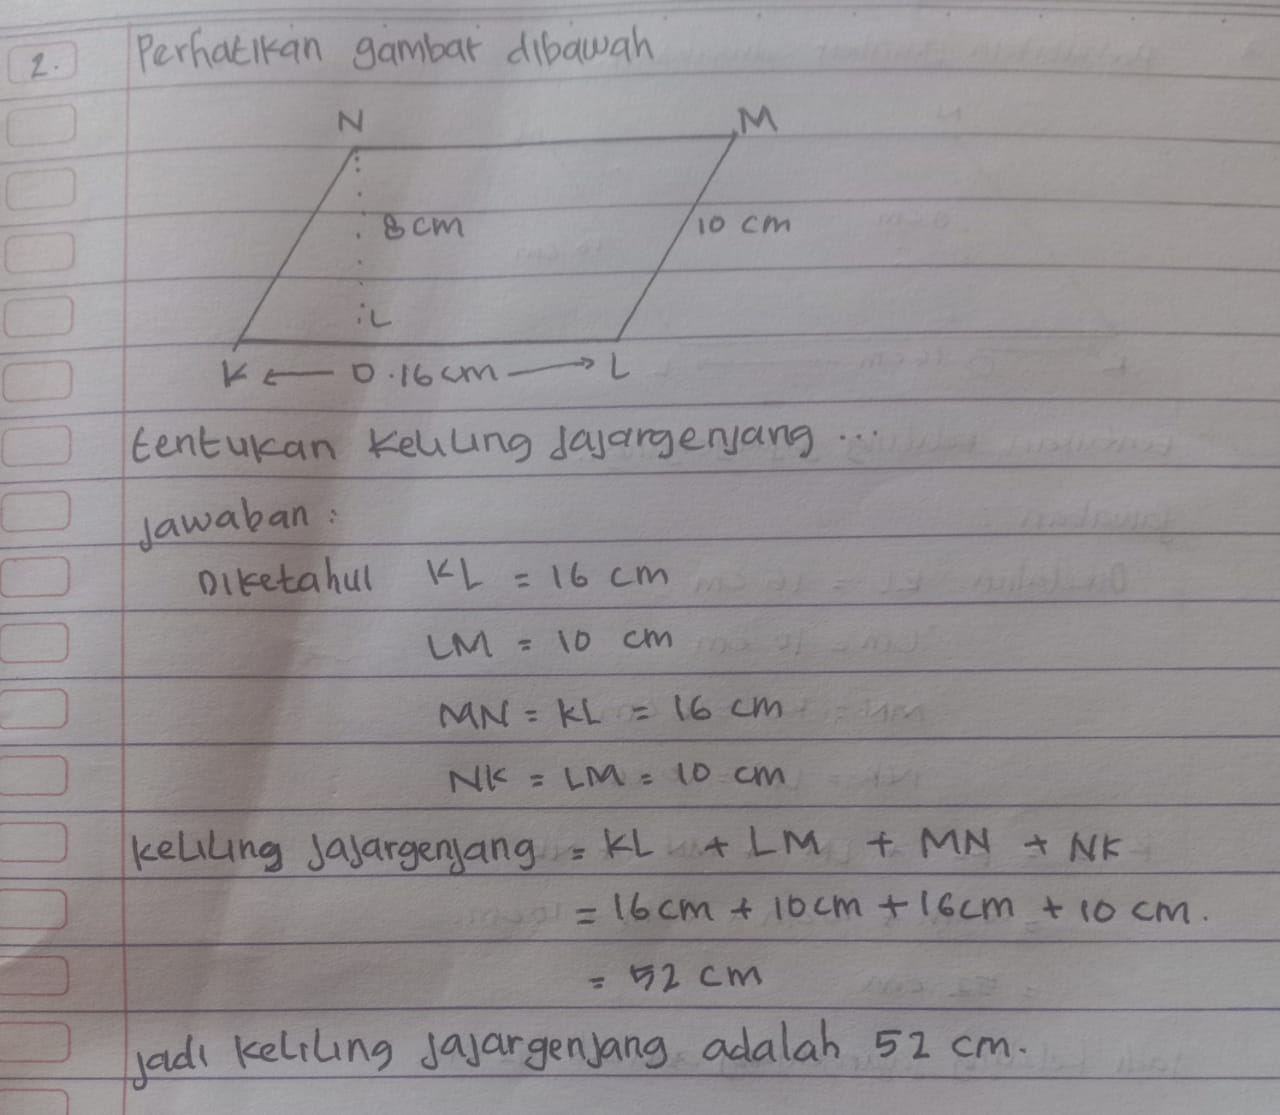 2. Perhatikan gambar dibawah
N M
8 cm 10 cm
K ← 0.16 cm → L
tentukan keliling Jajargenjang ...
Jawaban :
Diketahui KL = 16 cm
LM = 10 cm
MN = KL = 16 cm
NK = LM = 10 cm
keliling Jajargenjang = KL + LM + MN + NK
= 16 cm + 10 cm + 16 cm + 10 cm.
= 52 cm
Jadi keliling Jajargenjang adalah 52 cm.